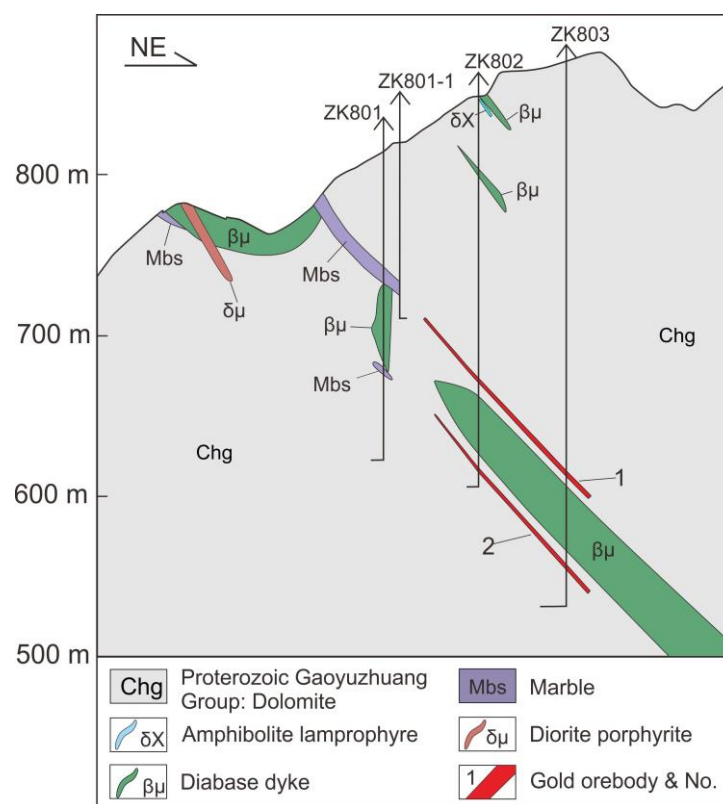 NE
ZK803
ZK802
ZK801-1
ZK801
δX
βμ
800 m
βμ
βμ
Mbs
Mbs
δμ
700 m
βμ
Mbs
Chg
Chg
1
600 m
2
βμ
500 m
Chg
Proterozoic Gaoyuzhuang
Group: Dolomite
Mbs
Marble
δX
Amphibolite lamprophyre
δμ
Diorite porphyrite
βμ
Diabase dyke
1
Gold orebody & No.